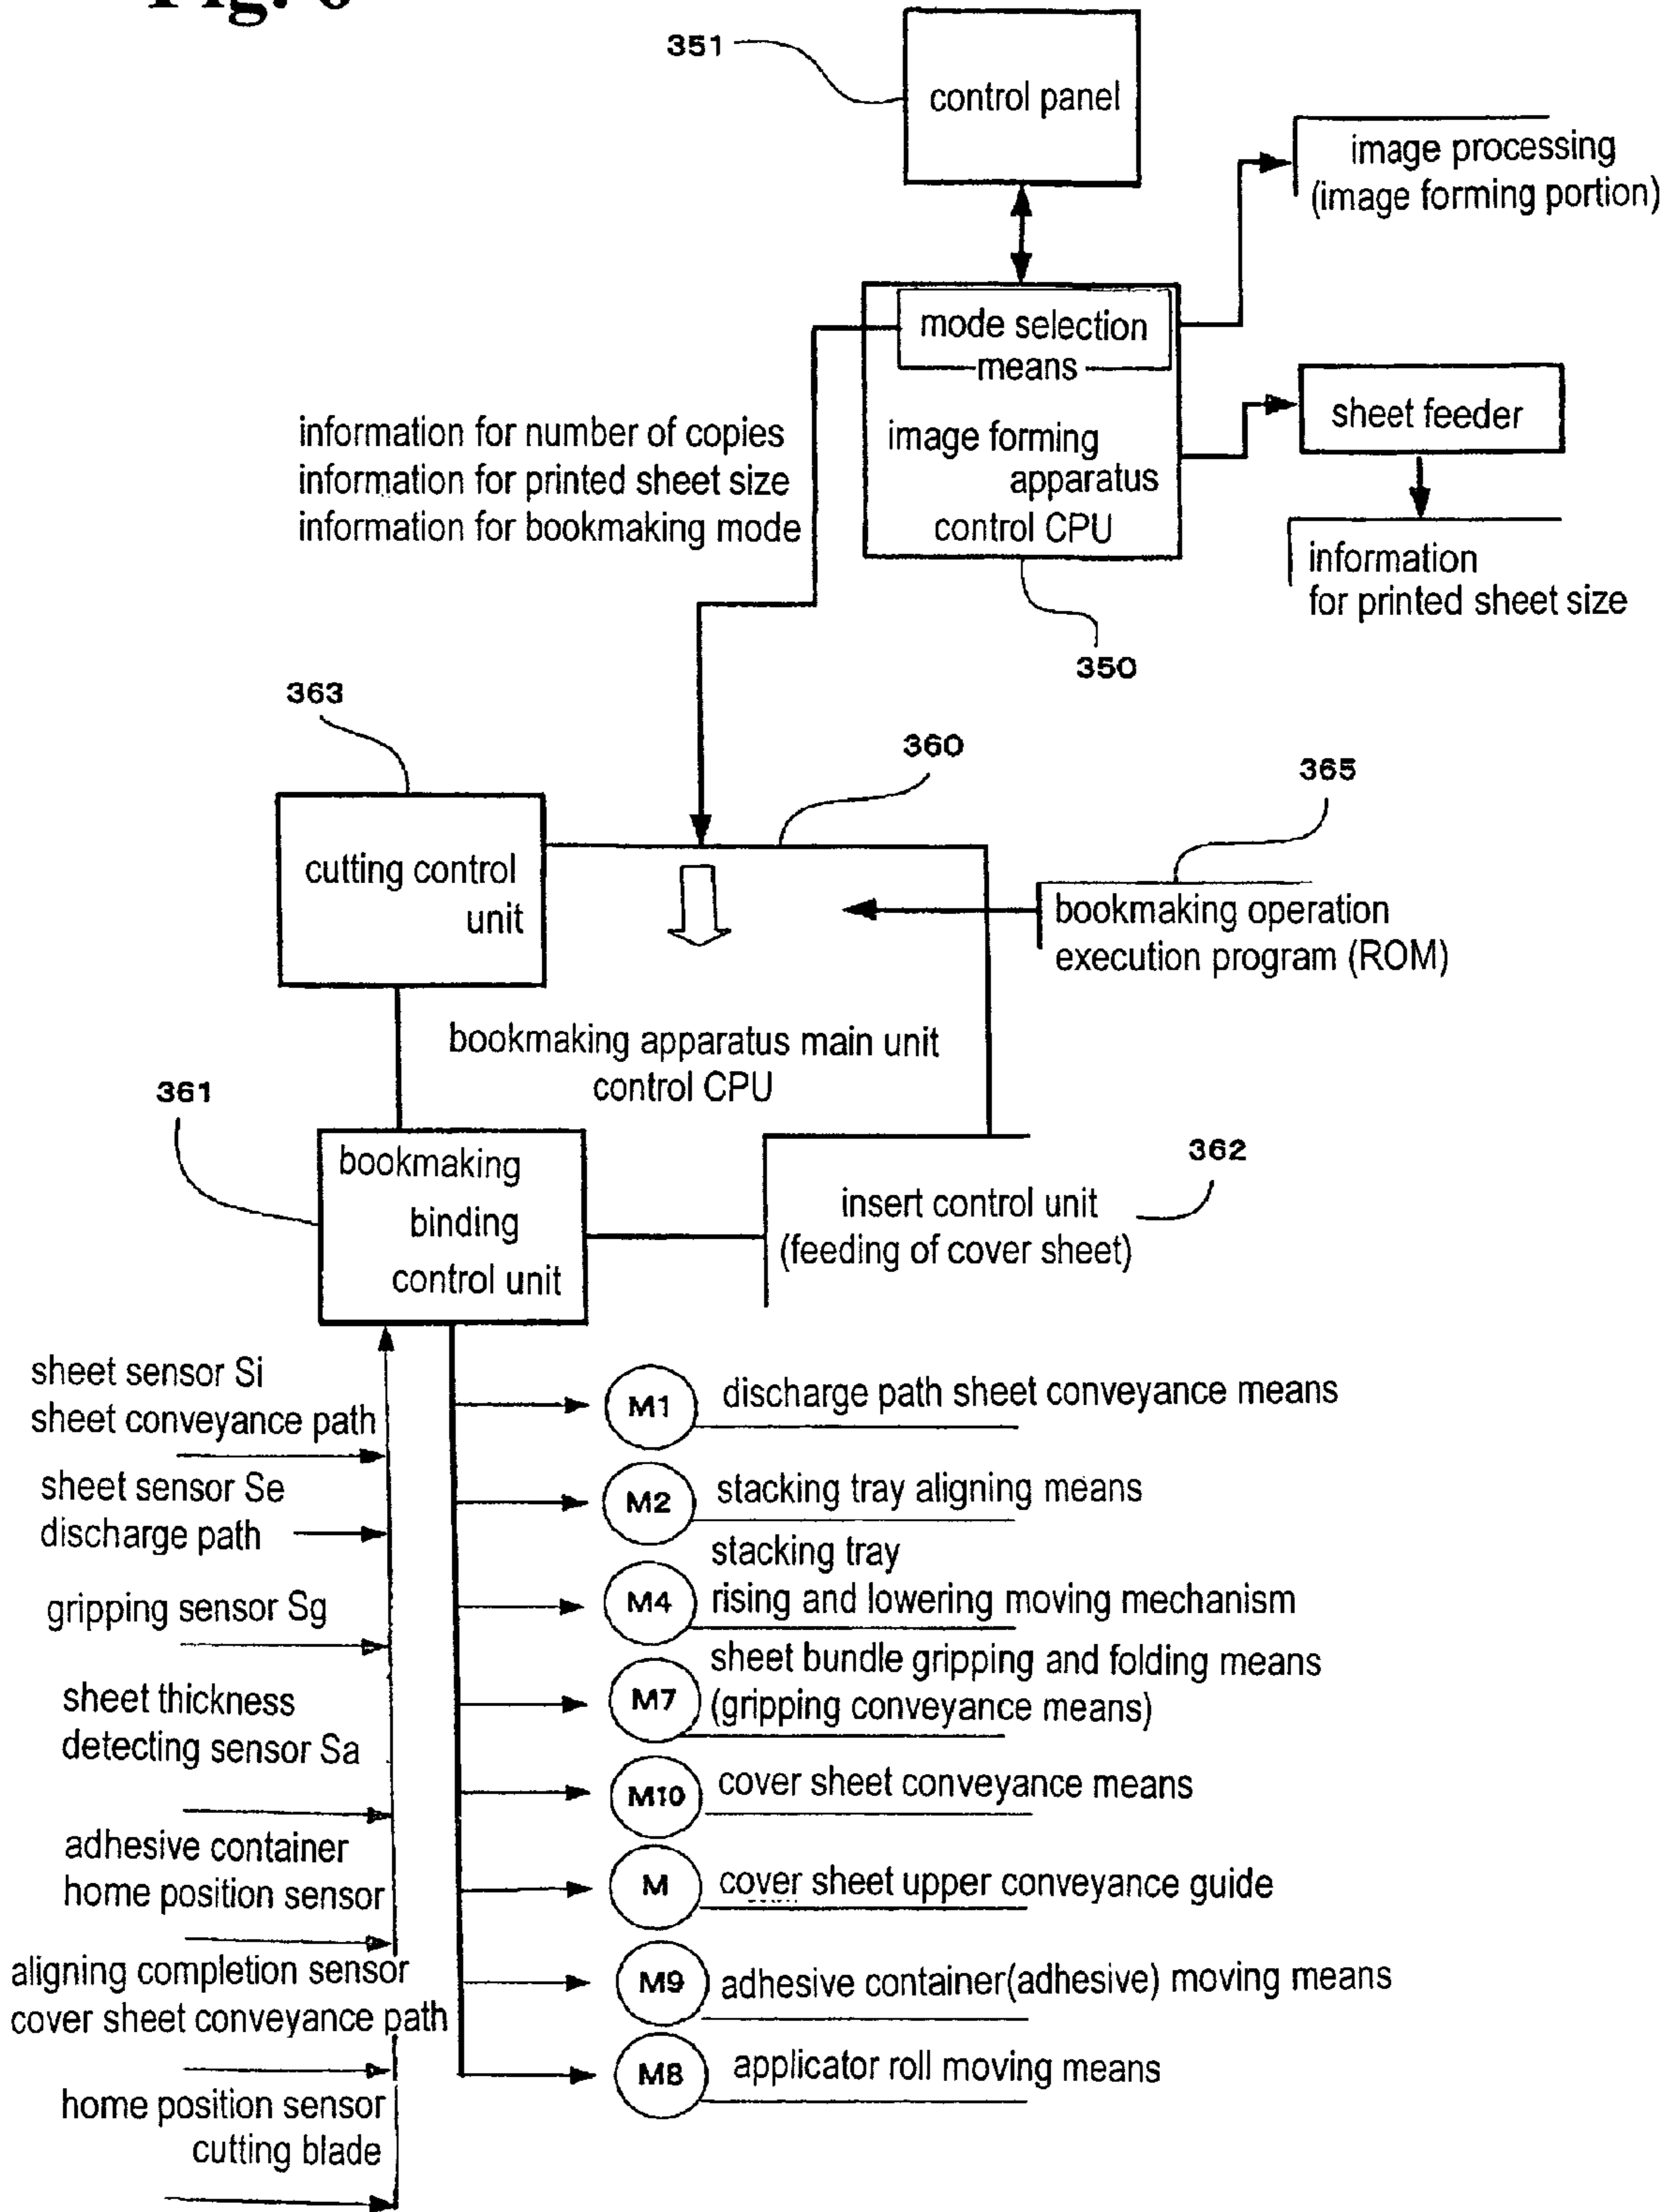 351
control panel
image processing
(image forming portion)
mode selection
means
image forming
apparatus
control CPU
sheet feeder
information
for printed sheet size
350
information for number of copies
information for printed sheet size
information for bookmaking mode
363
360
365
cutting control
unit
bookmaking operation
execution program (ROM)
bookmaking apparatus main unit
control CPU
361
bookmaking
binding
control unit
362
insert control unit
(feeding of cover sheet)
sheet sensor Si
sheet conveyance path
sheet sensor Se
discharge path
gripping sensor Sg
sheet thickness
detecting sensor Sa
adhesive container
home position sensor
aligning completion sensor
cover sheet conveyance path
home position sensor
cutting blade
M1 discharge path sheet conveyance means
M2 stacking tray aligning means
stacking tray
M4 rising and lowering moving mechanism
sheet bundle gripping and folding means
M7 (gripping conveyance means)
M10 cover sheet conveyance means
M cover sheet upper conveyance guide
M9 adhesive container(adhesive) moving means
M8 applicator roll moving means